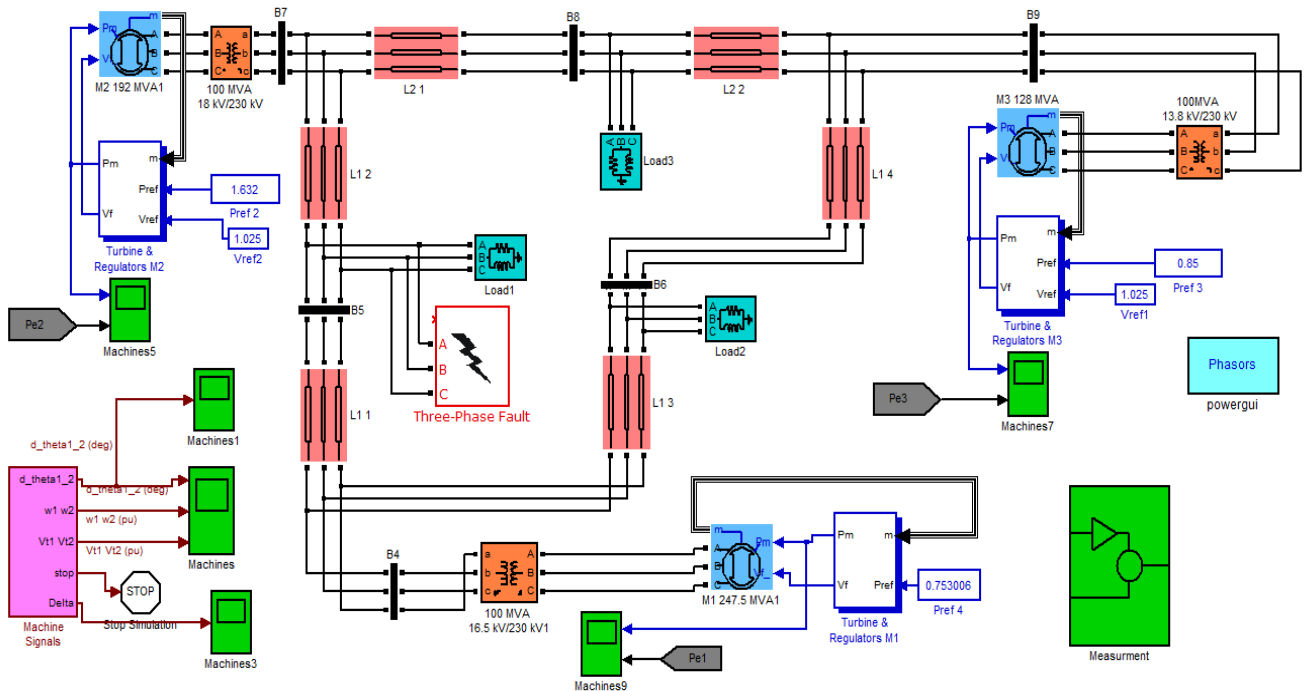 B7
B8
B9
m
Pm
A
B
C
Vf
M2 192 MVA1
A
B
C
a
b
c
100 MVA
18 kV/230 kV
L2 1
L2 2
A B C
Load3
M3 128 MVA
m
Pm
A
B
C
100MVA
13.8 kV/230 kV
A
B
C
a
b
c
Pm
m
Pref
Vf
Vref
1.632
Pref 2
1.025
Vref2
Turbine &
Regulators M2
L1 2
L1 4
Pm
m
Pref
Vf
Vref
0.85
Pref 3
1.025
Vref1
Turbine &
Regulators M3
A
B
C
Load1
B5
B6
A
B
C
Load2
Pe2
Machines5
A
B
C
Three-Phase Fault
L1 1
L1 3
Phasors
powergui
Pe3
Machines7
Machines1
d_theta1_2 (deg)
d_theta1_2
d_theta1_2 (deg)
w1 w2
w1 w2 (pu)
Vt1 Vt2
Vt1 Vt2 (pu)
stop
Delta
Machines
STOP
Stop Simulation
Machine
Signals
Machines3
B4
a
b
c
A
B
C
100 MVA
16.5 kV/230 kV1
m
A
B
C
Pm
Vf_
M1 247.5 MVA1
Pm
m
Vf
Pref
0.753006
Pref 4
Turbine &
Regulators M1
Pe1
Machines9
Measurment